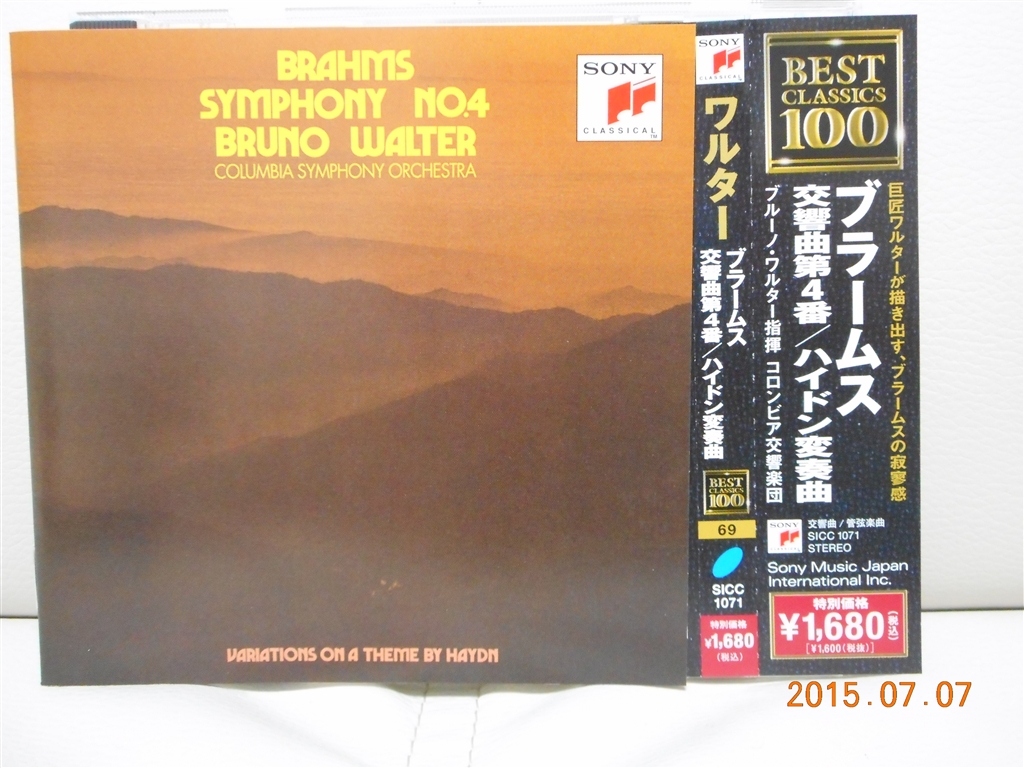 BRAHMS
SYMPHONY NO.4
BRUNO WALTER
COLUMBIA SYMPHONY ORCHESTRA
SONY
CLASSICAL™
VARIATIONS ON A THEME BY HAYDN
SONY
CLASSICAL
ワルター
ブラームス
交響曲第4番/ハイドン変奏曲
BEST
CLASSICS
100
69
SICC
1071
特別価格
¥1,680
(税込)
BEST
CLASSICS
100
巨匠ワルターが描き出す、ブラームスの寂寥感
ブラームス
交響曲第4番/ハイドン変奏曲
ブルーノ・ワルター指揮 コロンビア交響楽団
SONY
CLASSICAL
交響曲/管弦楽曲
SICC 1071
STEREO
Sony Music Japan
International Inc.
特別価格
¥1,680(税込)
[¥1,600(税抜)]
2015.07.07